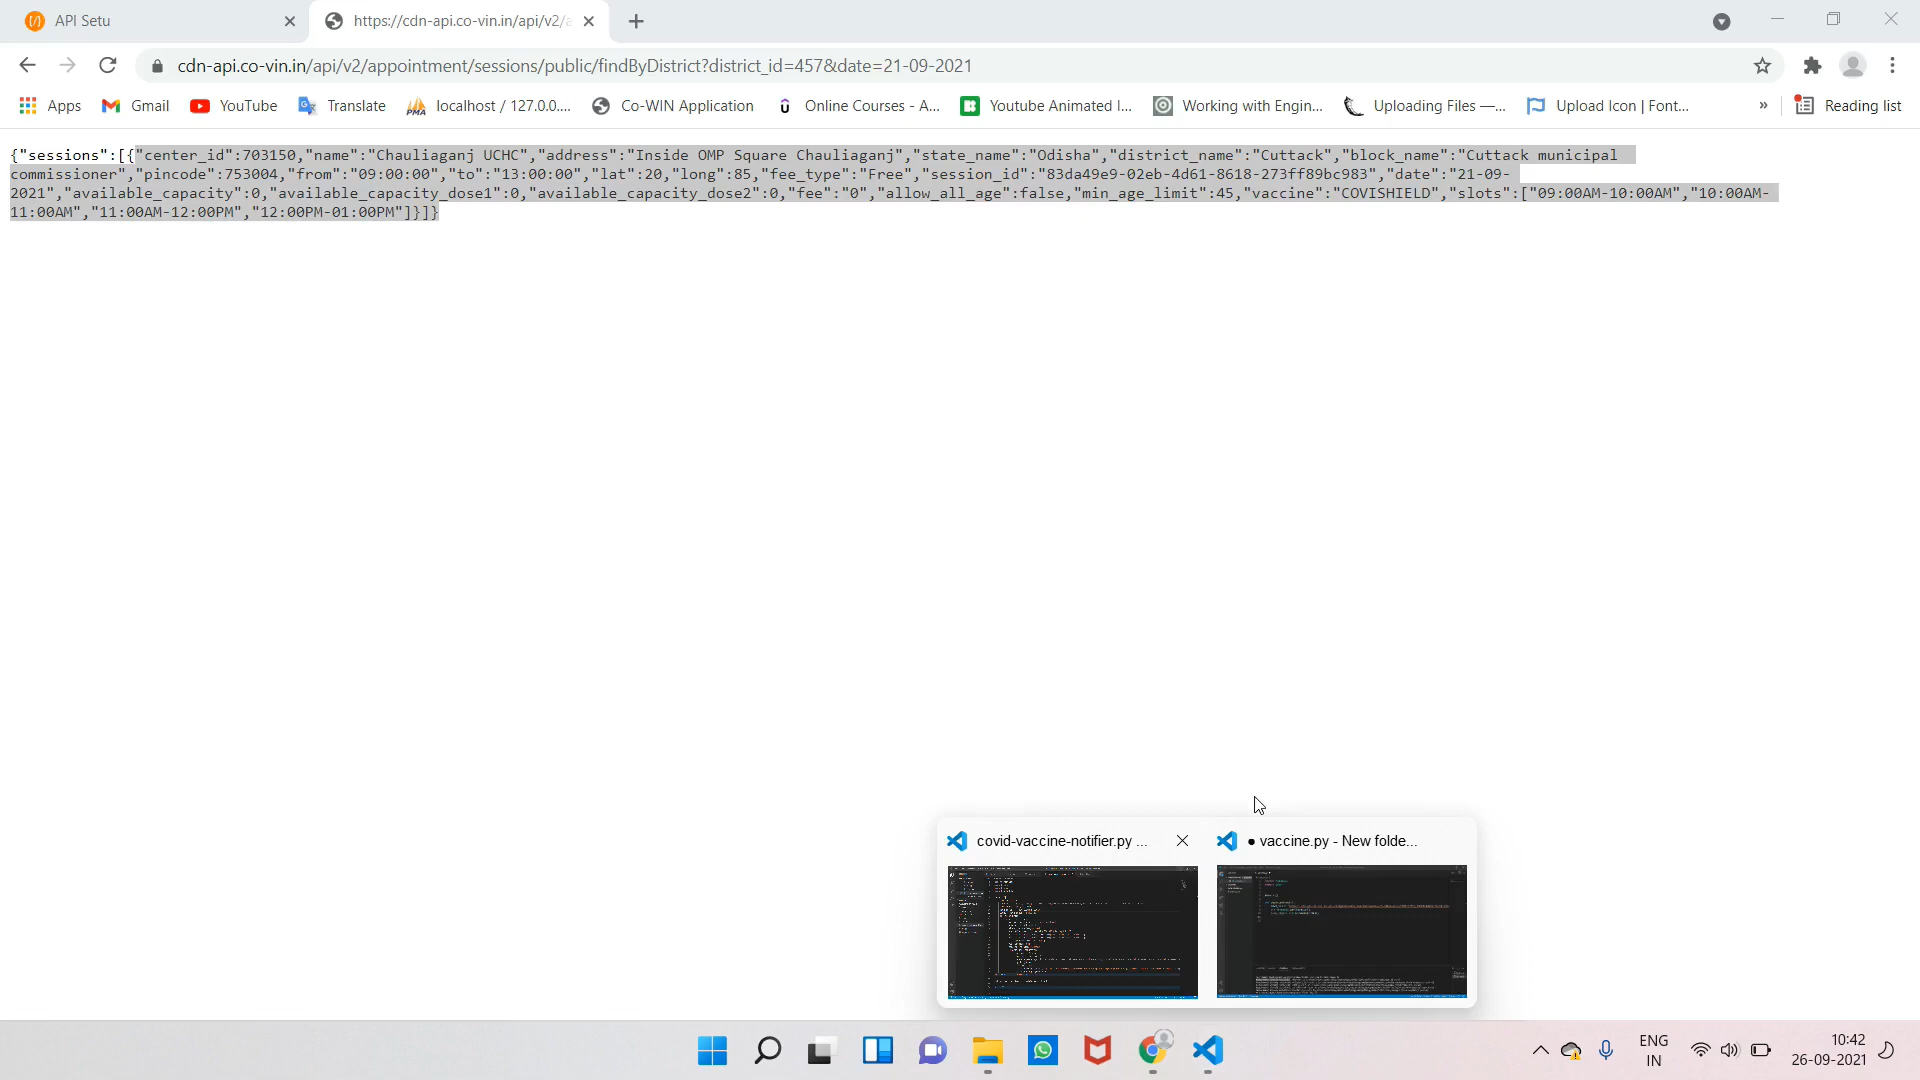 API Setu
https://cdn-api.co-vin.in/api/v2/a
cdn-api.co-vin.in/api/v2/appointment/sessions/public/findByDistrict?district_id=457&date=21-09-2021
Apps Gmail YouTube Translate localhost / 127.0.0.... Co-WIN Application Online Courses - A... Youtube Animated I... Working with Engin... Uploading Files —... Upload Icon | Font... » Reading list
{"sessions":[{"center_id":703150,"name":"Chauliaganj UCHC","address":"Inside OMP Square Chauliaganj","state_name":"Odisha","district_name":"Cuttack","block_name":"Cuttack municipal
commissioner","pincode":753004,"from":"09:00:00","to":"13:00:00","lat":20,"long":85,"fee_type":"Free","session_id":"83da49e9-02eb-4d61-8618-273ff89bc983","date":"21-09-
2021","available_capacity":0,"available_capacity_dose1":0,"available_capacity_dose2":0,"fee":"0","allow_all_age":false,"min_age_limit":45,"vaccine":"COVISHIELD","slots":["09:00AM-10:00AM","10:00AM-
11:00AM","11:00AM-12:00PM","12:00PM-01:00PM"]}]}
covid-vaccine-notifier.py ...
● vaccine.py - New folde...
ENG
IN
10:42
26-09-2021